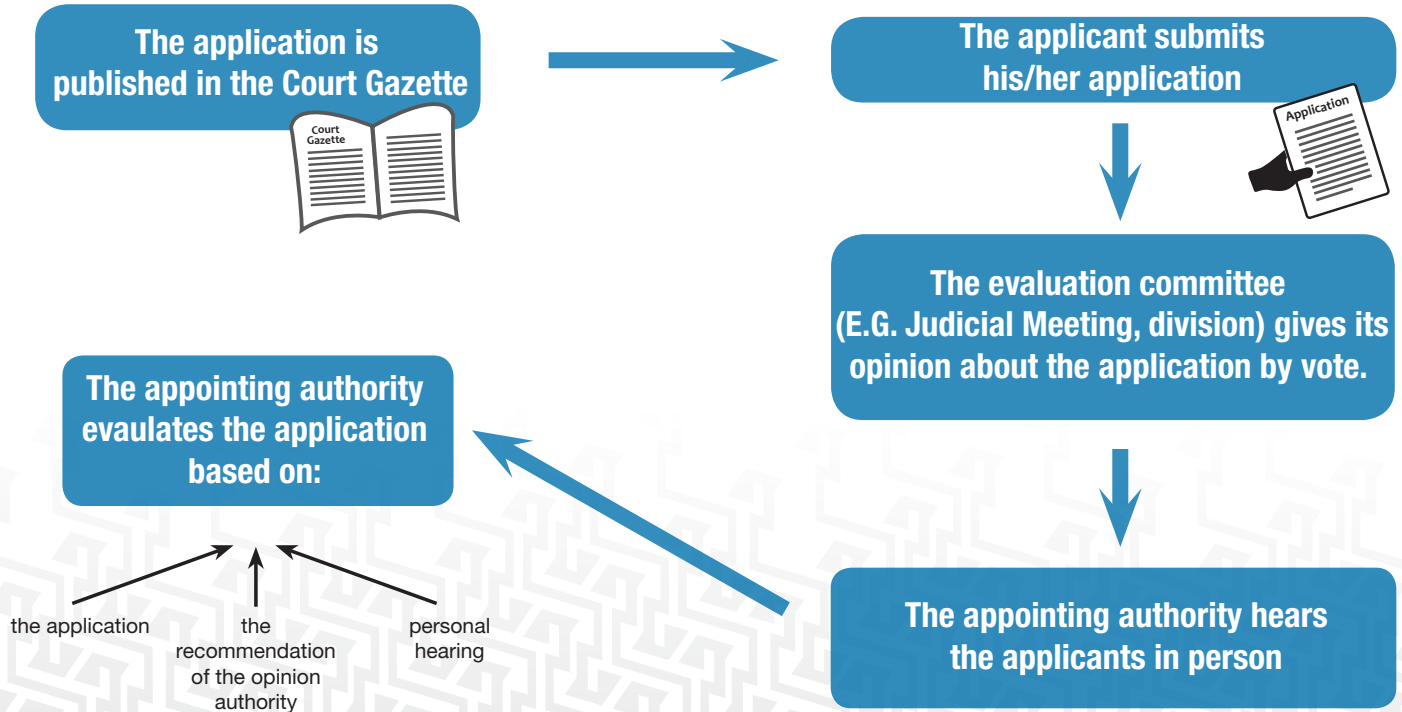 The application is
published in the Court Gazette
Court
Gazette
The applicant submits
his/her application
Application
The evaluation committee
(E.G. Judicial Meeting, division) gives its
opinion about the application by vote.
The appointing authority hears
the applicants in person
The appointing authority
evaulates the application
based on:
the application
the
recommendation
of the opinion
authority
personal
hearing